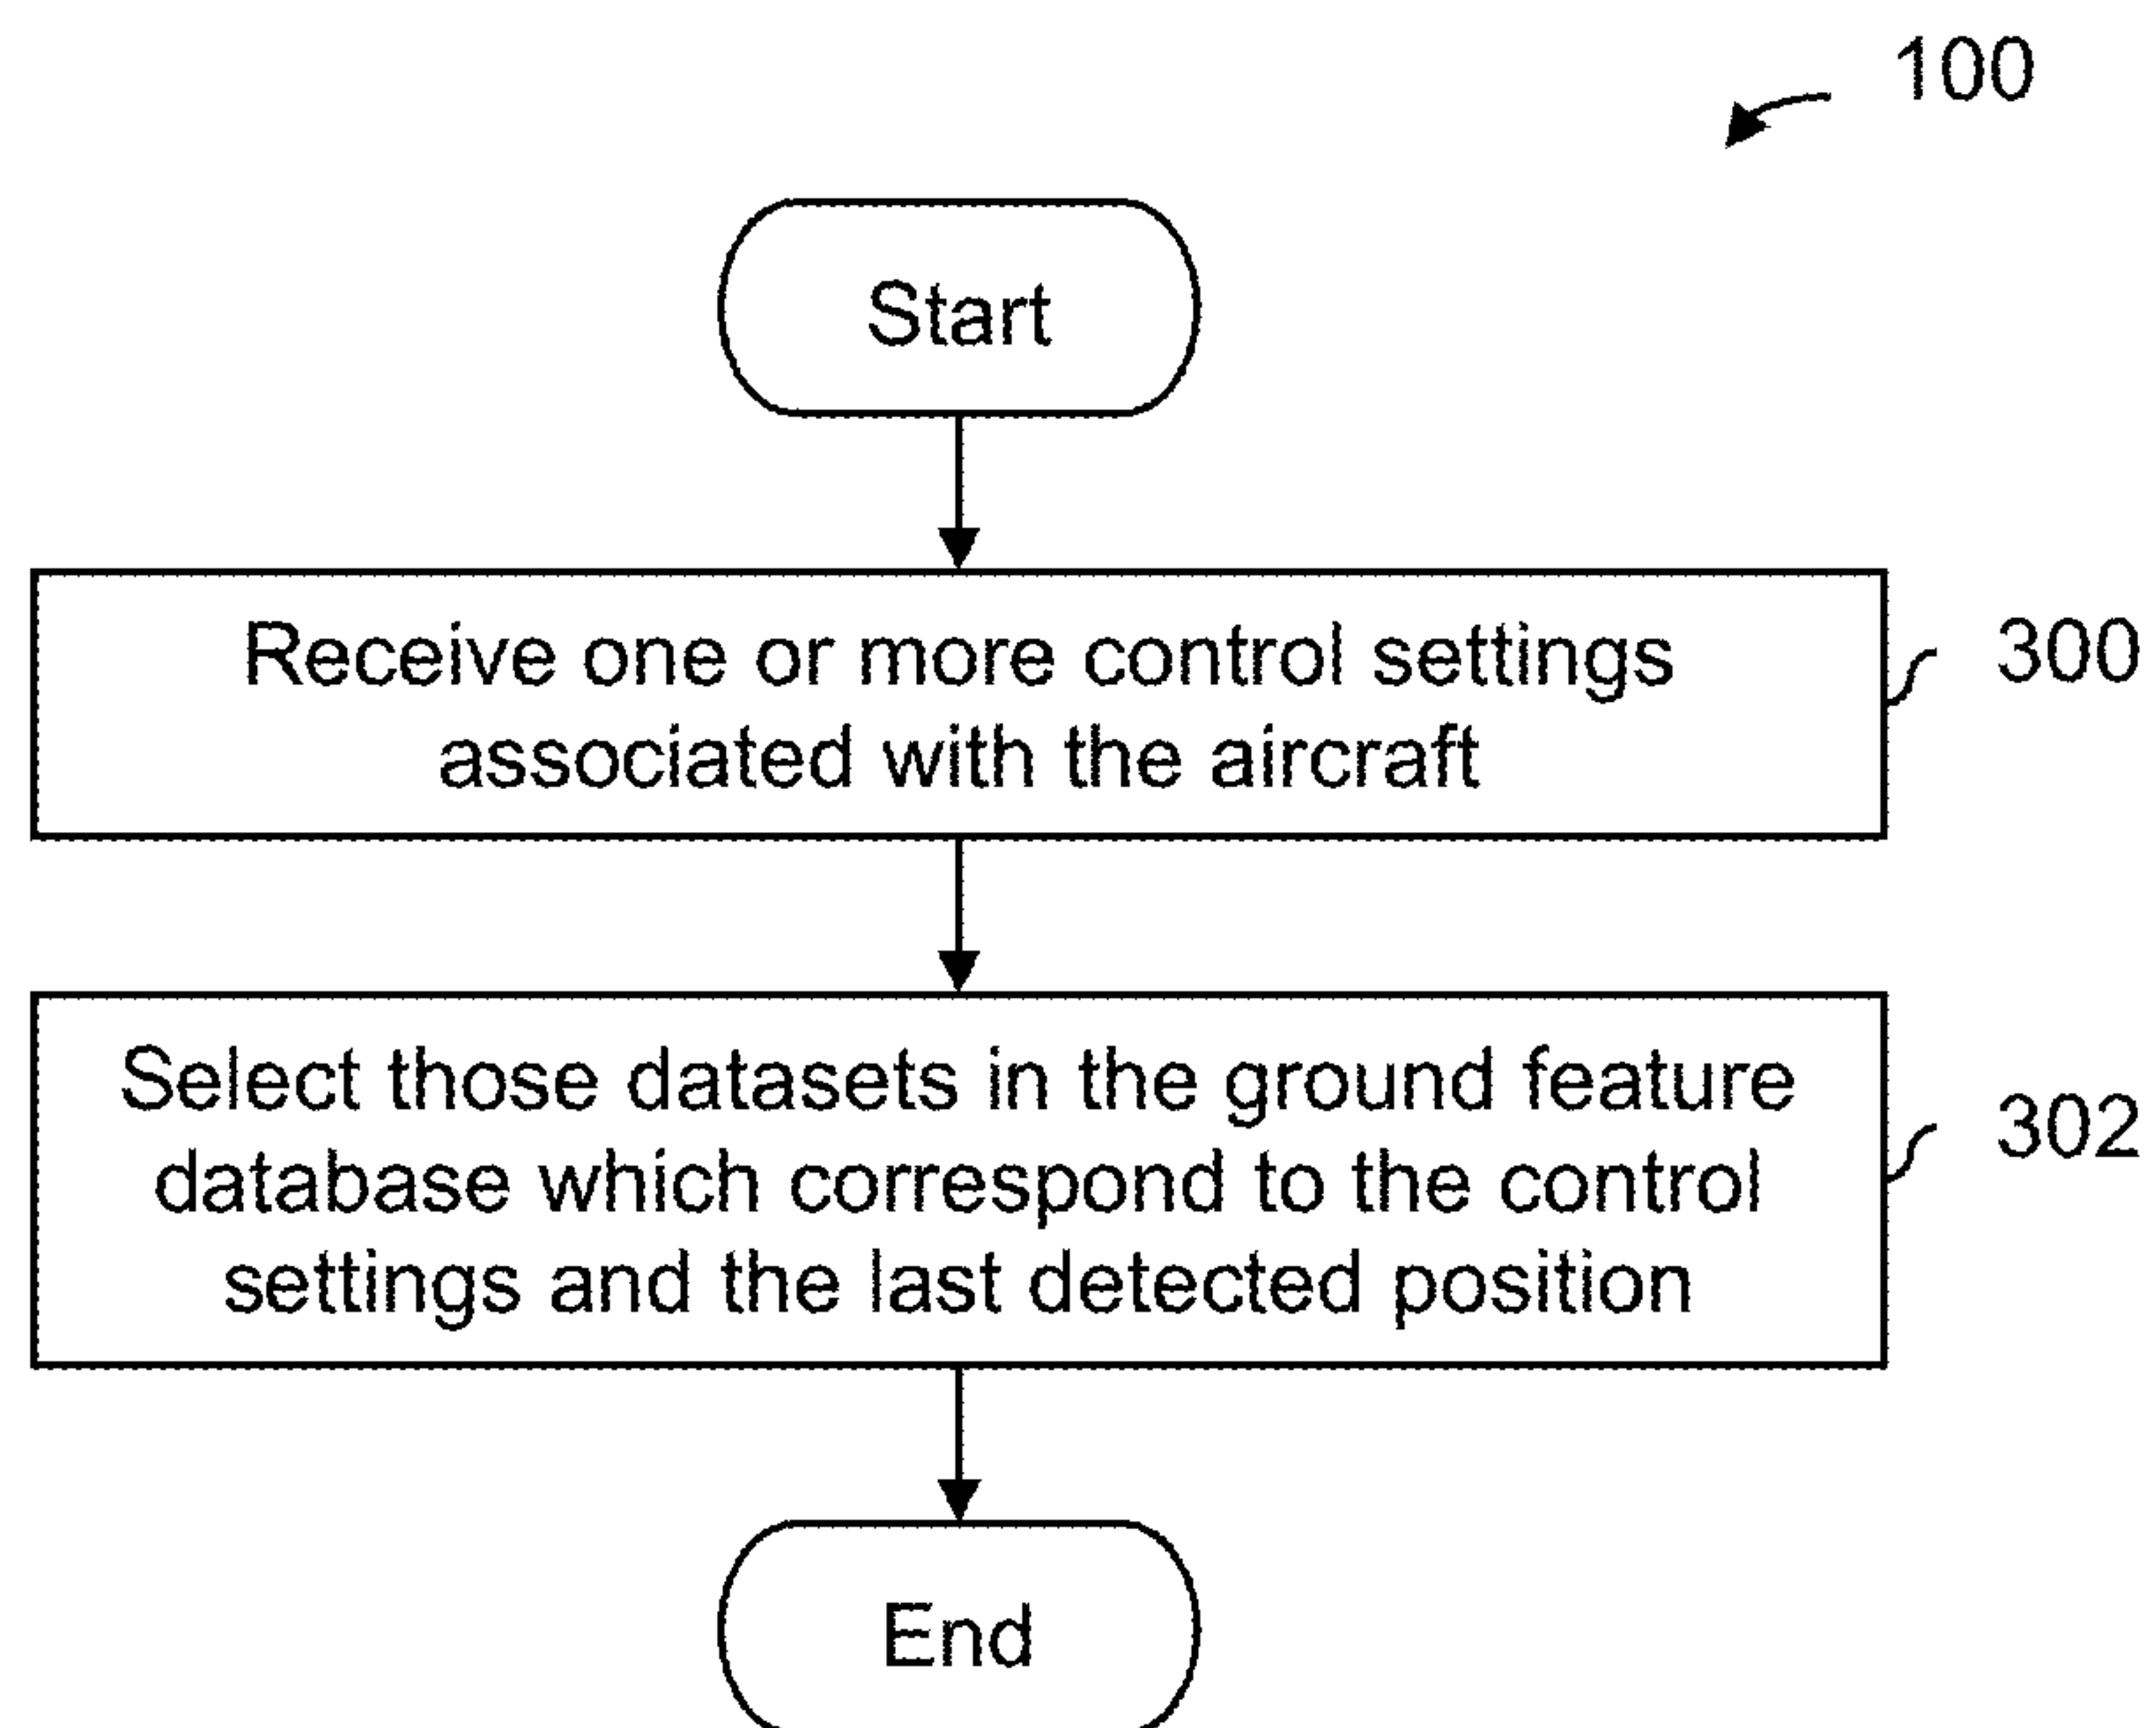 100
Start
Receive one or more control settings
associated with the aircraft
300
Select those datasets in the ground feature
database which correspond to the control
settings and the last detected position
302
End